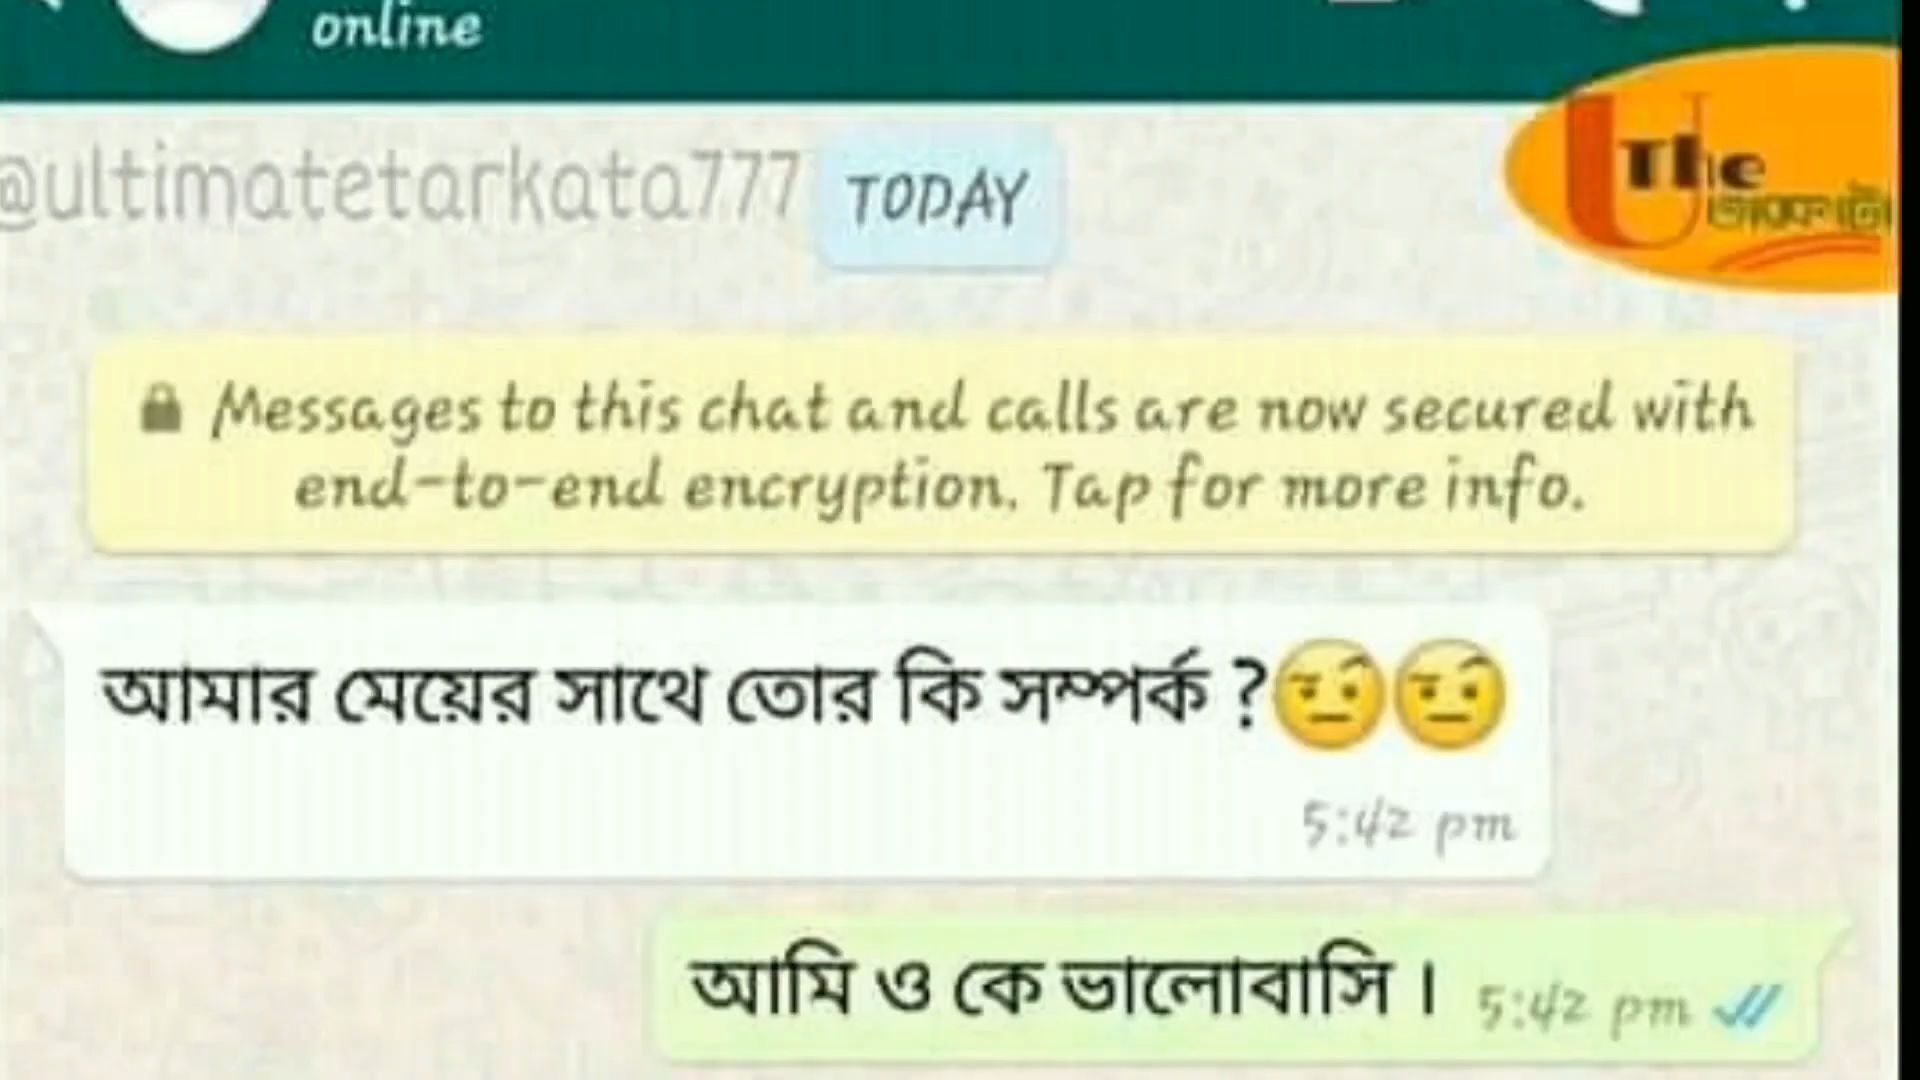 online
@ultimatetarkata777
TODAY
The
তারকাটা
Messages to this chat and calls are now secured with
end-to-end encryption. Tap for more info.
আমার মেয়ের সাথে তোর কি সম্পর্ক ?🤨🤨
5:42 pm
আমি ও কে ভালোবাসি । 5:42 pm